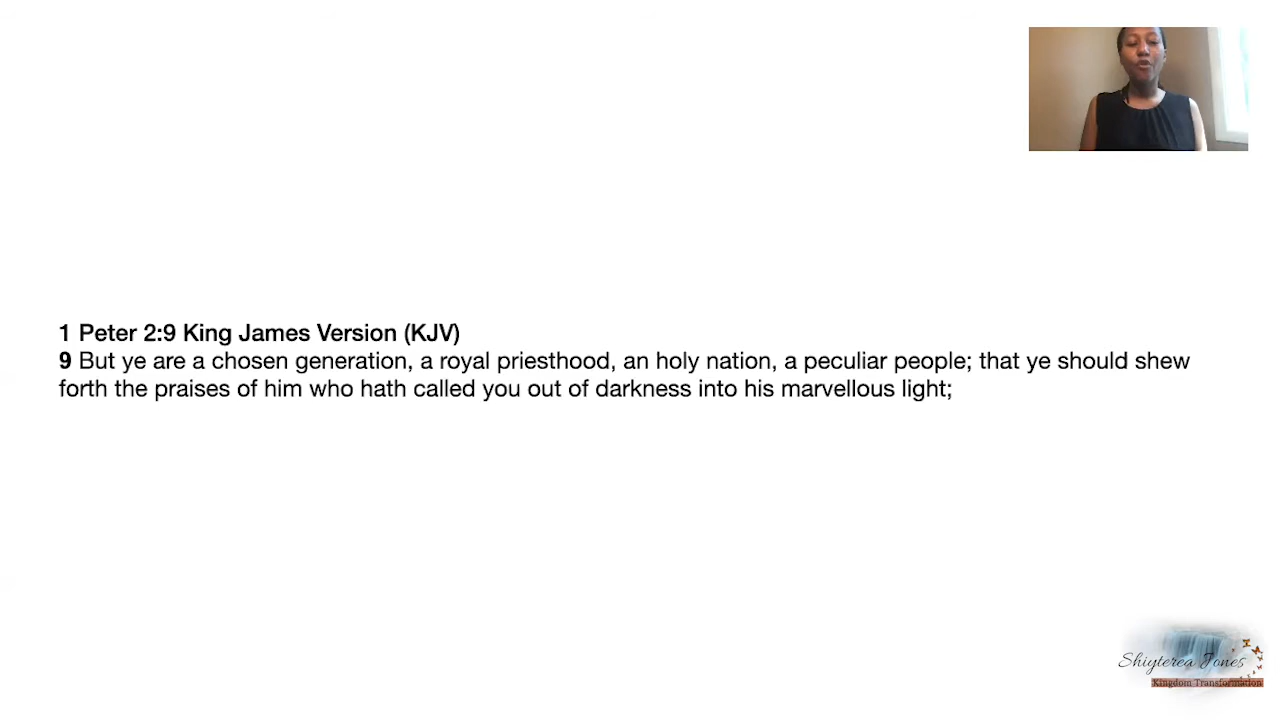 1 Peter 2:9 King James Version (KJV)
9 But ye are a chosen generation, a royal priesthood, an holy nation, a peculiar people; that ye should shew
forth the praises of him who hath called you out of darkness into his marvellous light;
Shiyterea Jones
Kingdom Transformation